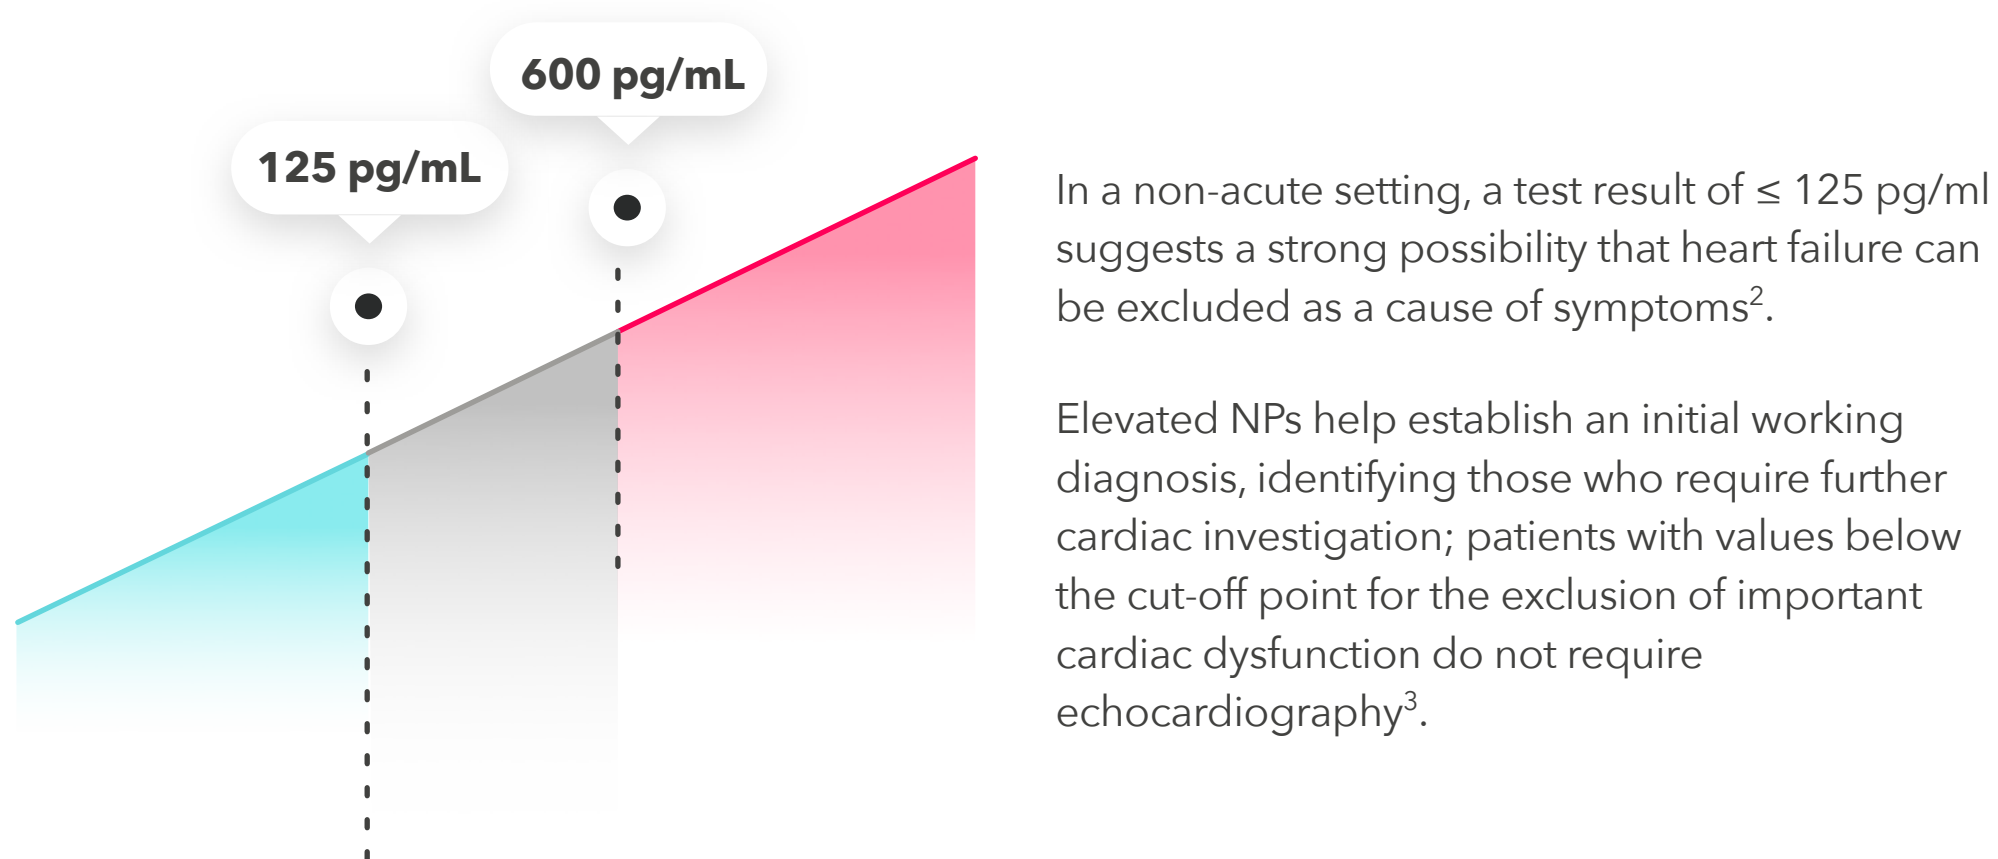 600 pg/mL
125 pg/mL
In a non-acute setting, a test result of ≤ 125 pg/ml
suggests a strong possibility that heart failure can
be excluded as a cause of symptoms².
Elevated NPs help establish an initial working
diagnosis, identifying those who require further
cardiac investigation; patients with values below
the cut-off point for the exclusion of important
cardiac dysfunction do not require
echocardiography³.